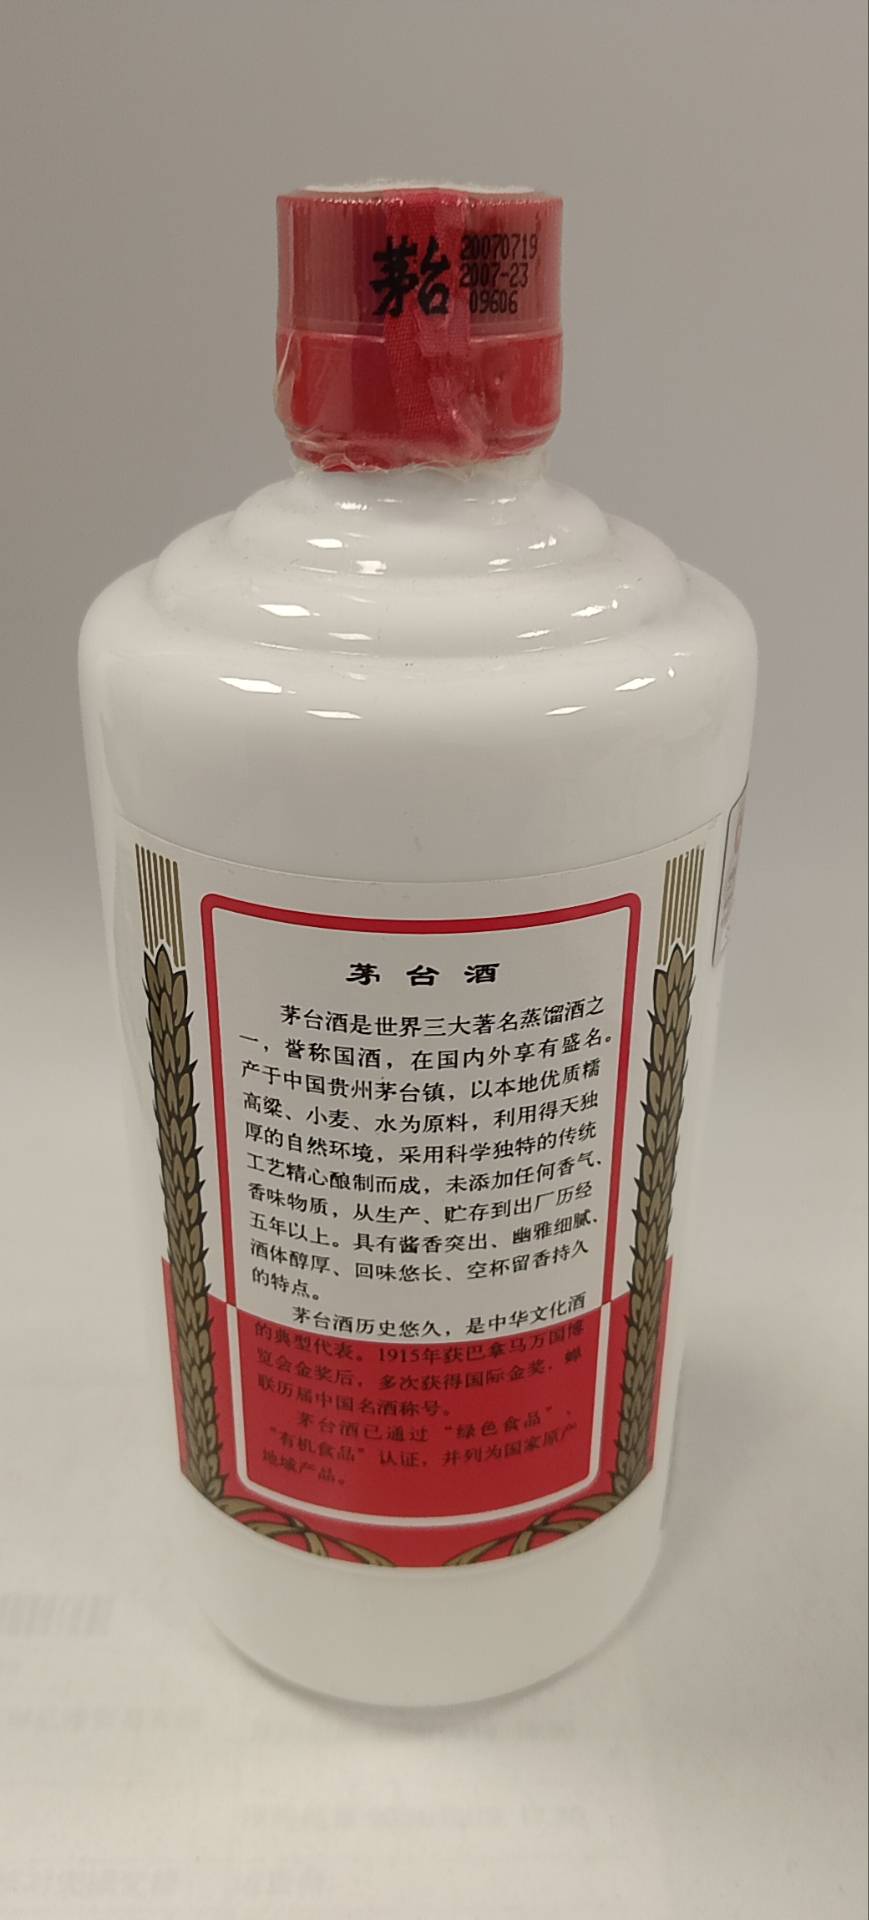 茅台
20070719
2007-23
09606
茅台酒
茅台酒是世界三大著名蒸馏酒之
一，誉称国酒，在国内外享有盛名。
产于中国贵州茅台镇，以本地优质糯
高粱、小麦、水为原料，利用得天独
厚的自然环境，采用科学独特的传统
工艺精心酿制而成，未添加任何香气、
香味物质，从生产、贮存到出厂历经
五年以上。具有酱香突出、幽雅细腻、
酒体醇厚、回味悠长、空杯留香持久
的特点。
茅台酒历史悠久，是中华文化酒
的典型代表。1915年获巴拿马万国博
览会金奖后，多次获得国际金奖，蝉
联历届中国名酒称号。
茅台酒已通过“绿色食品”、
“有机食品”认证，并列为国家原产
地域产品。